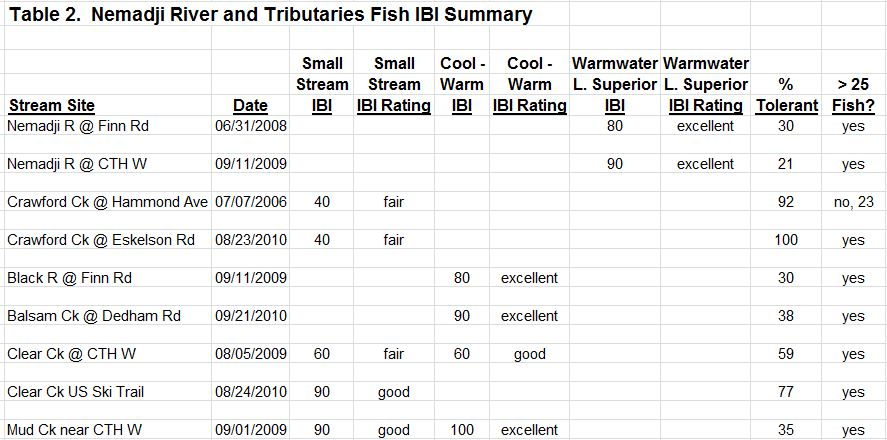 Table 2. Nemadji River and Tributaries Fish IBI Summary
Small Small Cool - Cool - Warmwater Warmwater
Stream Stream Warm Warm L. Superior L. Superior % > 25
Stream Site Date IBI IBI Rating IBI IBI Rating IBI IBI Rating Tolerant Fish?
Nemadji R @ Finn Rd 06/31/2008 80 excellent 30 yes
Nemadji R @ CTH W 09/11/2009 90 excellent 21 yes
Crawford Ck @ Hammond Ave 07/07/2006 40 fair 92 no, 23
Crawford Ck @ Eskelson Rd 08/23/2010 40 fair 100 yes
Black R @ Finn Rd 09/11/2009 80 excellent 30 yes
Balsam Ck @ Dedham Rd 09/21/2010 90 excellent 38 yes
Clear Ck @ CTH W 08/05/2009 60 fair 60 good 59 yes
Clear Ck US Ski Trail 08/24/2010 90 good 77 yes
Mud Ck near CTH W 09/01/2009 90 good 100 excellent 35 yes